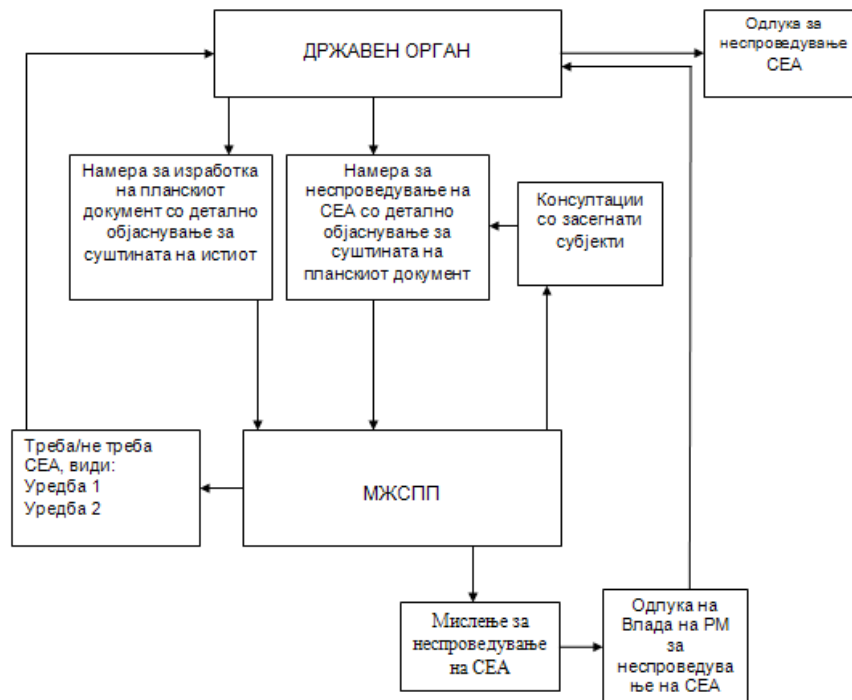 ДРЖАВЕН ОРГАН
Одлука за
неспроведување
СЕА
Намера за изработка
на планскиот
документ со детално
објаснување за
суштината на истиот
Намера за
неспроведување на
СЕА со детално
објаснување за
суштината на
планскиот документ
Консултации
со засегнати
субјекти
Треба/не треба
СЕА, види:
Уредба 1
Уредба 2
МЖСПП
Мислење за
неспроведување
на СЕА
Одлука на
Влада на РМ
за
неспроведува
ње на СЕА